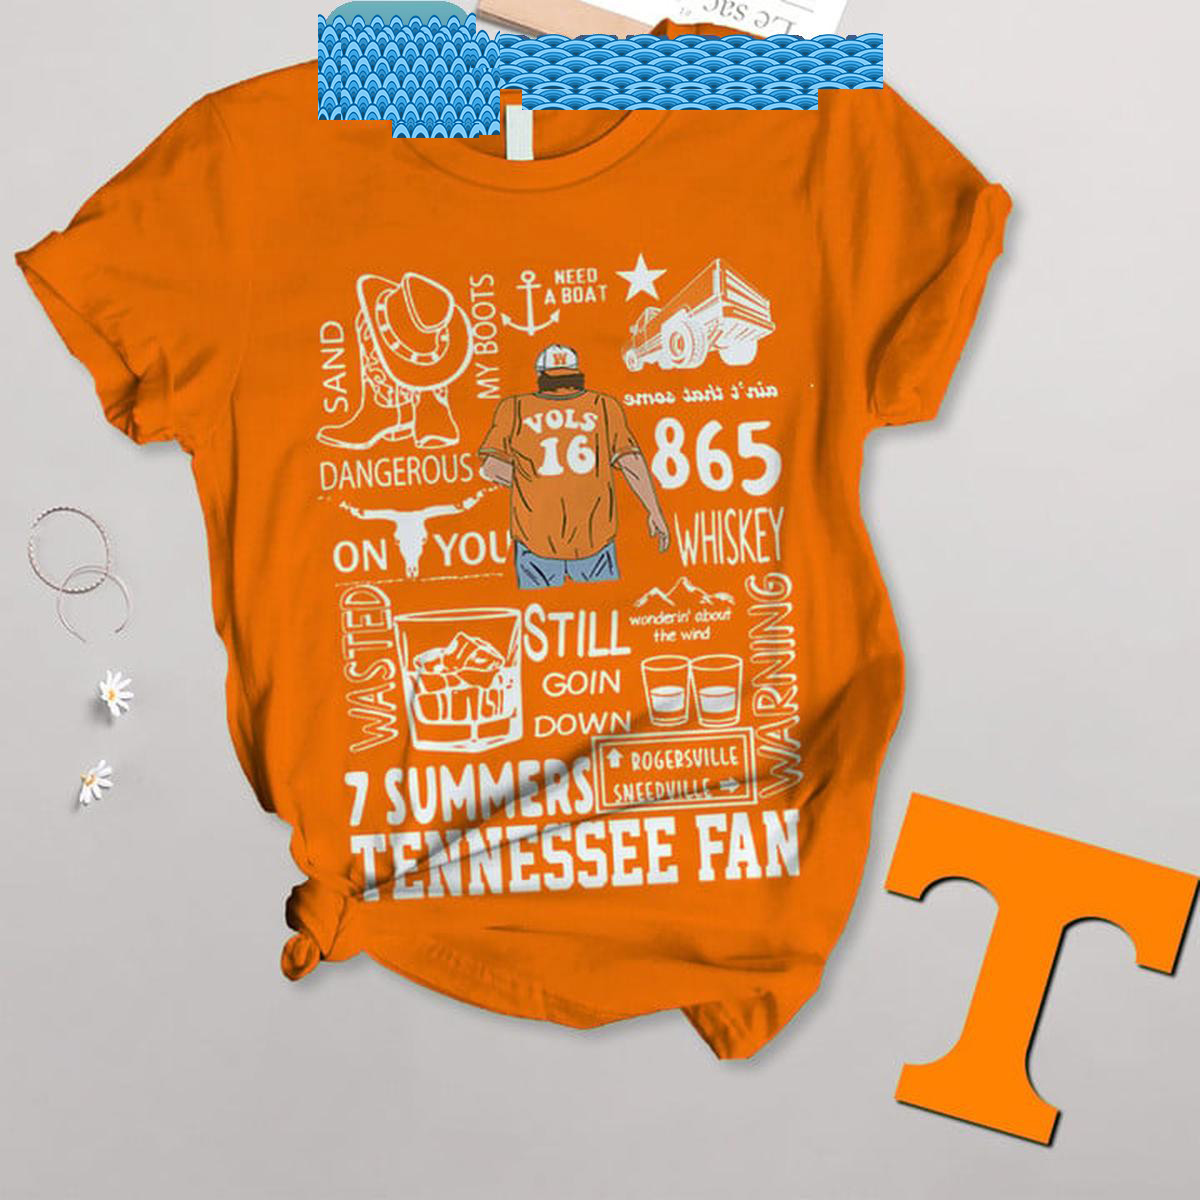 Le sac
SAND
MY BOOTS
NEED
A BOAT
W
VOLS
16
ain't that some
865
DANGEROUS
WHISKEY
ON YOU
WASTED
STILL
GOIN
DOWN
wonderin' about
the wind
WARNING
7 SUMMERS
ROGERSVILLE
SNEEDVILLE
TENNESSEE FAN
T